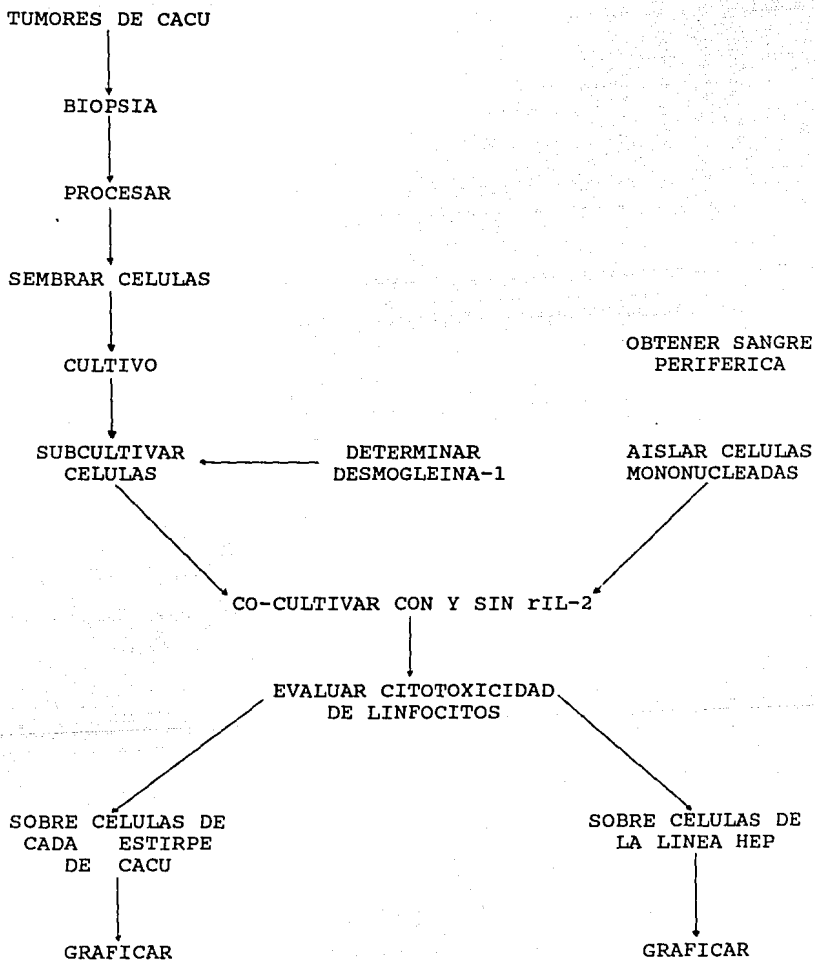 TUMORES DE CACU
BIOPSIA
PROCESAR
SEMBRAR CELULAS
CULTIVO
OBTENER SANGRE
PERIFERICA
SUBCULTIVAR
CELULAS
DETERMINAR
DESMOGLEINA-1
AISLAR CELULAS
MONONUCLEADAS
CO-CULTIVAR CON Y SIN rIL-2
EVALUAR CITOTOXICIDAD
DE LINFOCITOS
SOBRE CELULAS DE
CADA ESTIRPE
DE CACU
SOBRE CELULAS DE
LA LINEA HEP
GRAFICAR
GRAFICAR